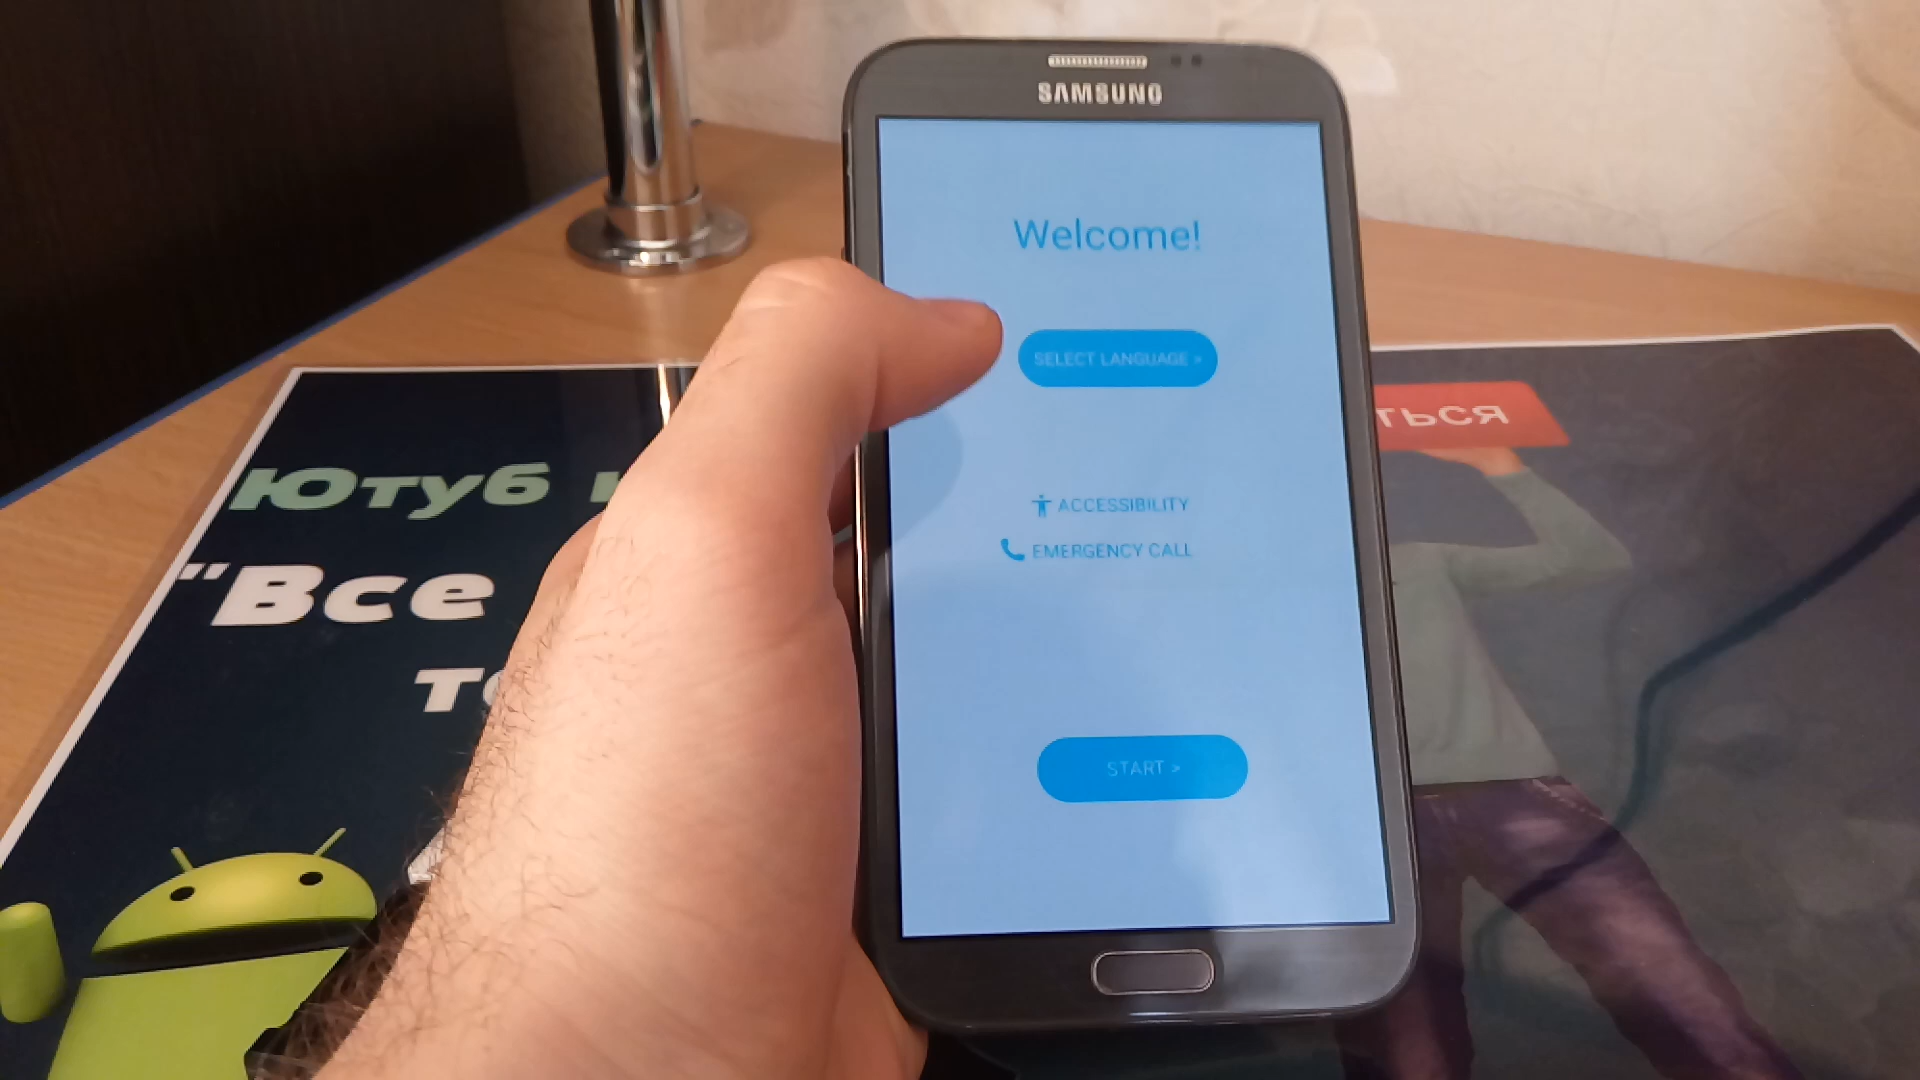 SAMSUNG
Welcome!
SELECT LANGUAGE >
ACCESSIBILITY
EMERGENCY CALL
START >
Ютуб
"Все
ться